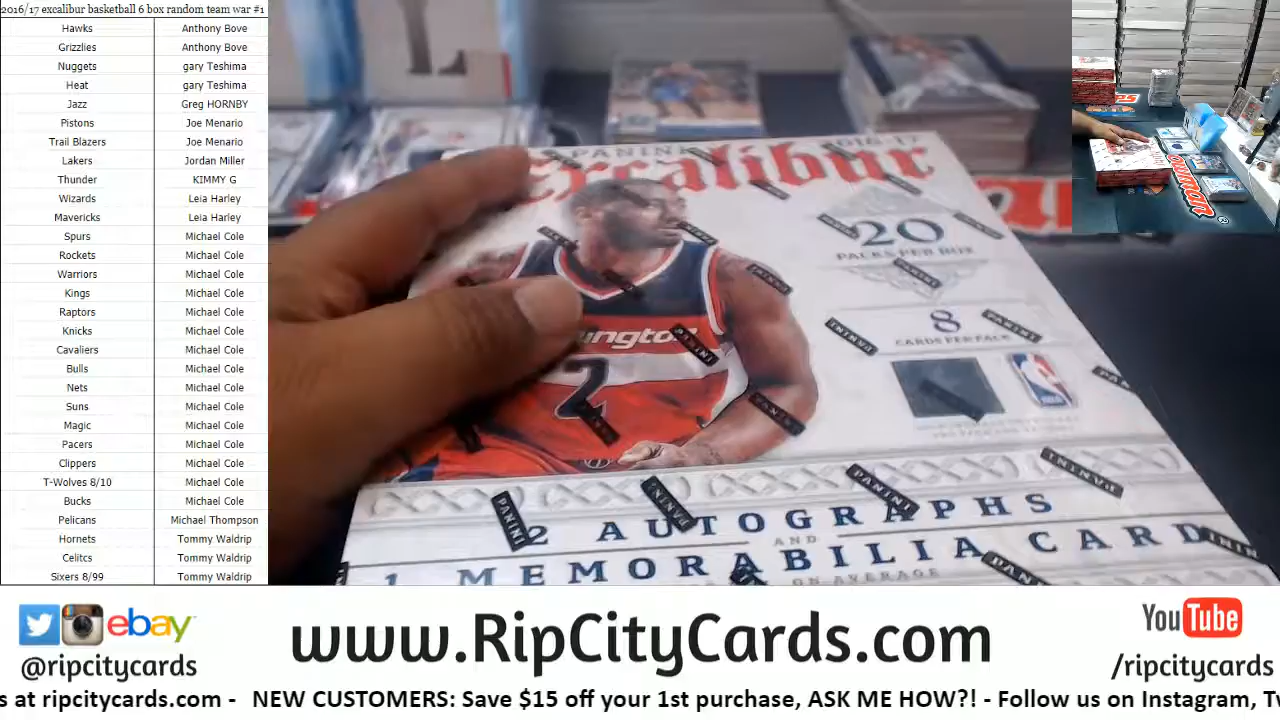 2016/17 excalibur basketball 6 box random team war #1
Hawks Anthony Bove
Grizzlies Anthony Bove
Nuggets gary Teshima
Heat gary Teshima
Jazz Greg HORNBY
Pistons Joe Menario
Trail Blazers Joe Menario
Lakers Jordan Miller
Thunder KIMMY G
Wizards Leia Harley
Mavericks Leia Harley
Spurs Michael Cole
Rockets Michael Cole
Warriors Michael Cole
Kings Michael Cole
Raptors Michael Cole
Knicks Michael Cole
Cavaliers Michael Cole
Bulls Michael Cole
Nets Michael Cole
Suns Michael Cole
Magic Michael Cole
Pacers Michael Cole
Clippers Michael Cole
T-Wolves 8/10 Michael Cole
Bucks Michael Cole
Pelicans Michael Thompson
Hornets Tommy Waldrip
Celitcs Tommy Waldrip
Sixers 8/99 Tommy Waldrip
PANINI 2016-17
Excalibur
20
PACKS PER BOX
8
CARDS PER PACK
2
2 AUTOGRAPHS
AND
1 MEMORABILIA CARD
ON AVERAGE
PANINI
ebay
@ripcitycards
www.RipCityCards.com
YouTube
/ripcitycards
s at ripcitycards.com - NEW CUSTOMERS: Save $15 off your 1st purchase, ASK ME HOW?! - Follow us on Instagram, Tw